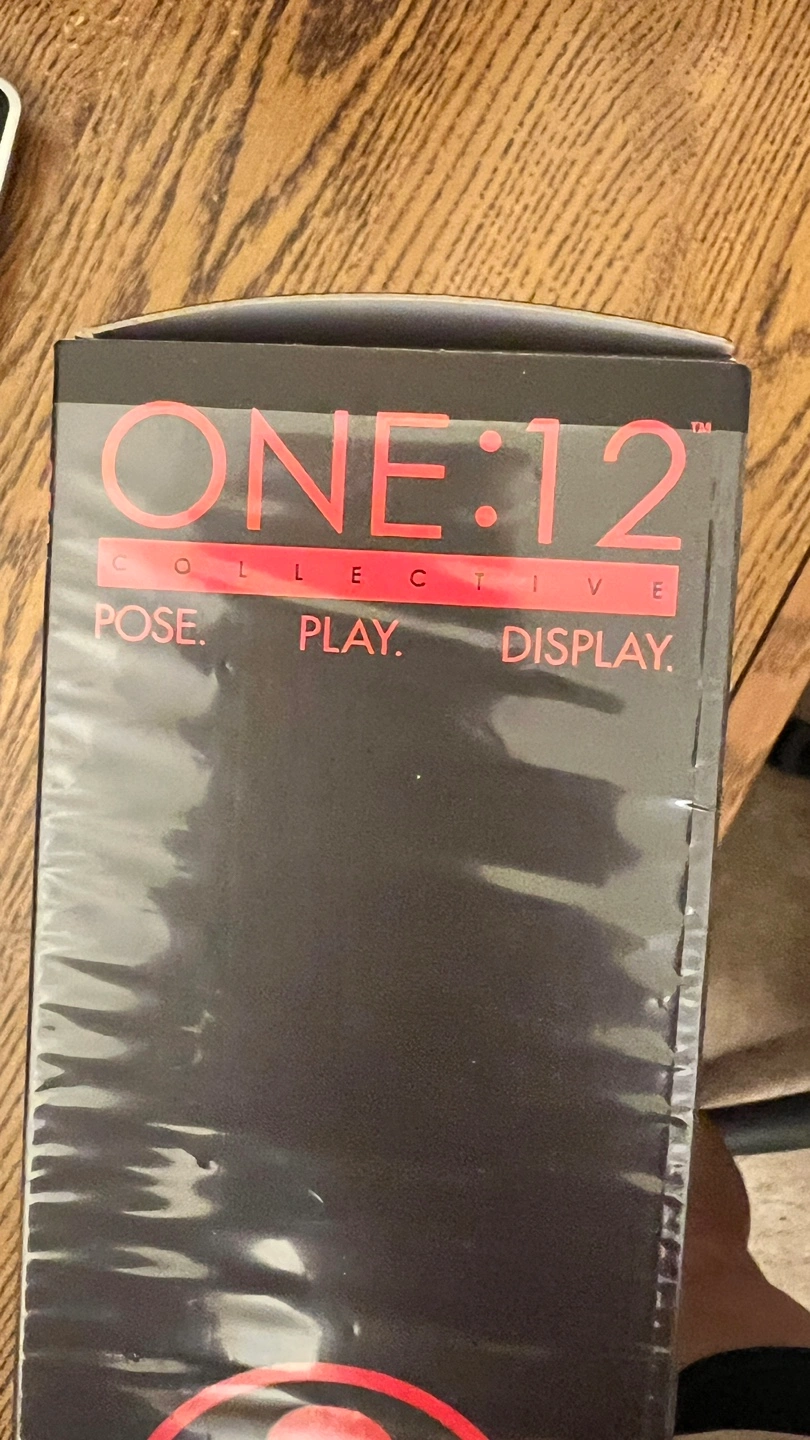 ONE:12™
COLLECTIVE
POSE. PLAY. DISPLAY.